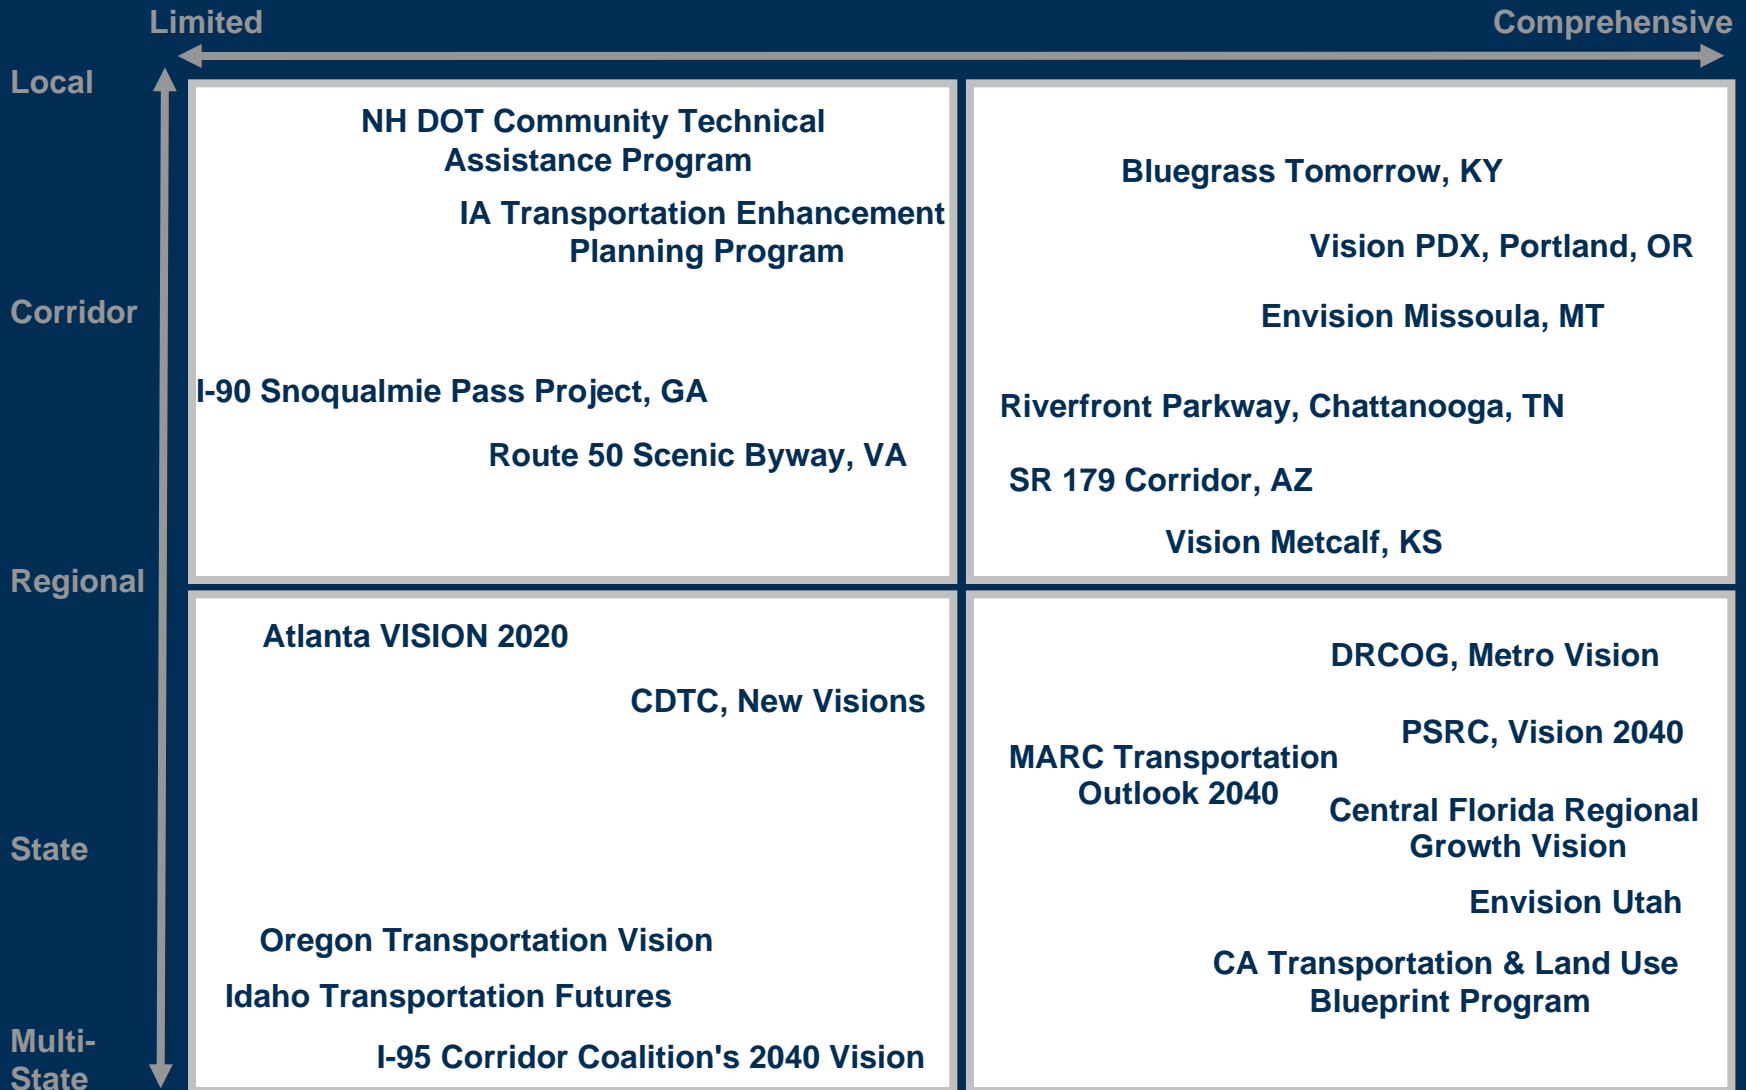 Limited
Comprehensive
Local
Corridor
Regional
State
Multi-
State
NH DOT Community Technical
Assistance Program
IA Transportation Enhancement
Planning Program
I-90 Snoqualmie Pass Project, GA
Route 50 Scenic Byway, VA
Bluegrass Tomorrow, KY
Vision PDX, Portland, OR
Envision Missoula, MT
Riverfront Parkway, Chattanooga, TN
SR 179 Corridor, AZ
Vision Metcalf, KS
Atlanta VISION 2020
CDTC, New Visions
Oregon Transportation Vision
Idaho Transportation Futures
I-95 Corridor Coalition's 2040 Vision
DRCOG, Metro Vision
PSRC, Vision 2040
MARC Transportation
Outlook 2040
Central Florida Regional
Growth Vision
Envision Utah
CA Transportation & Land Use
Blueprint Program